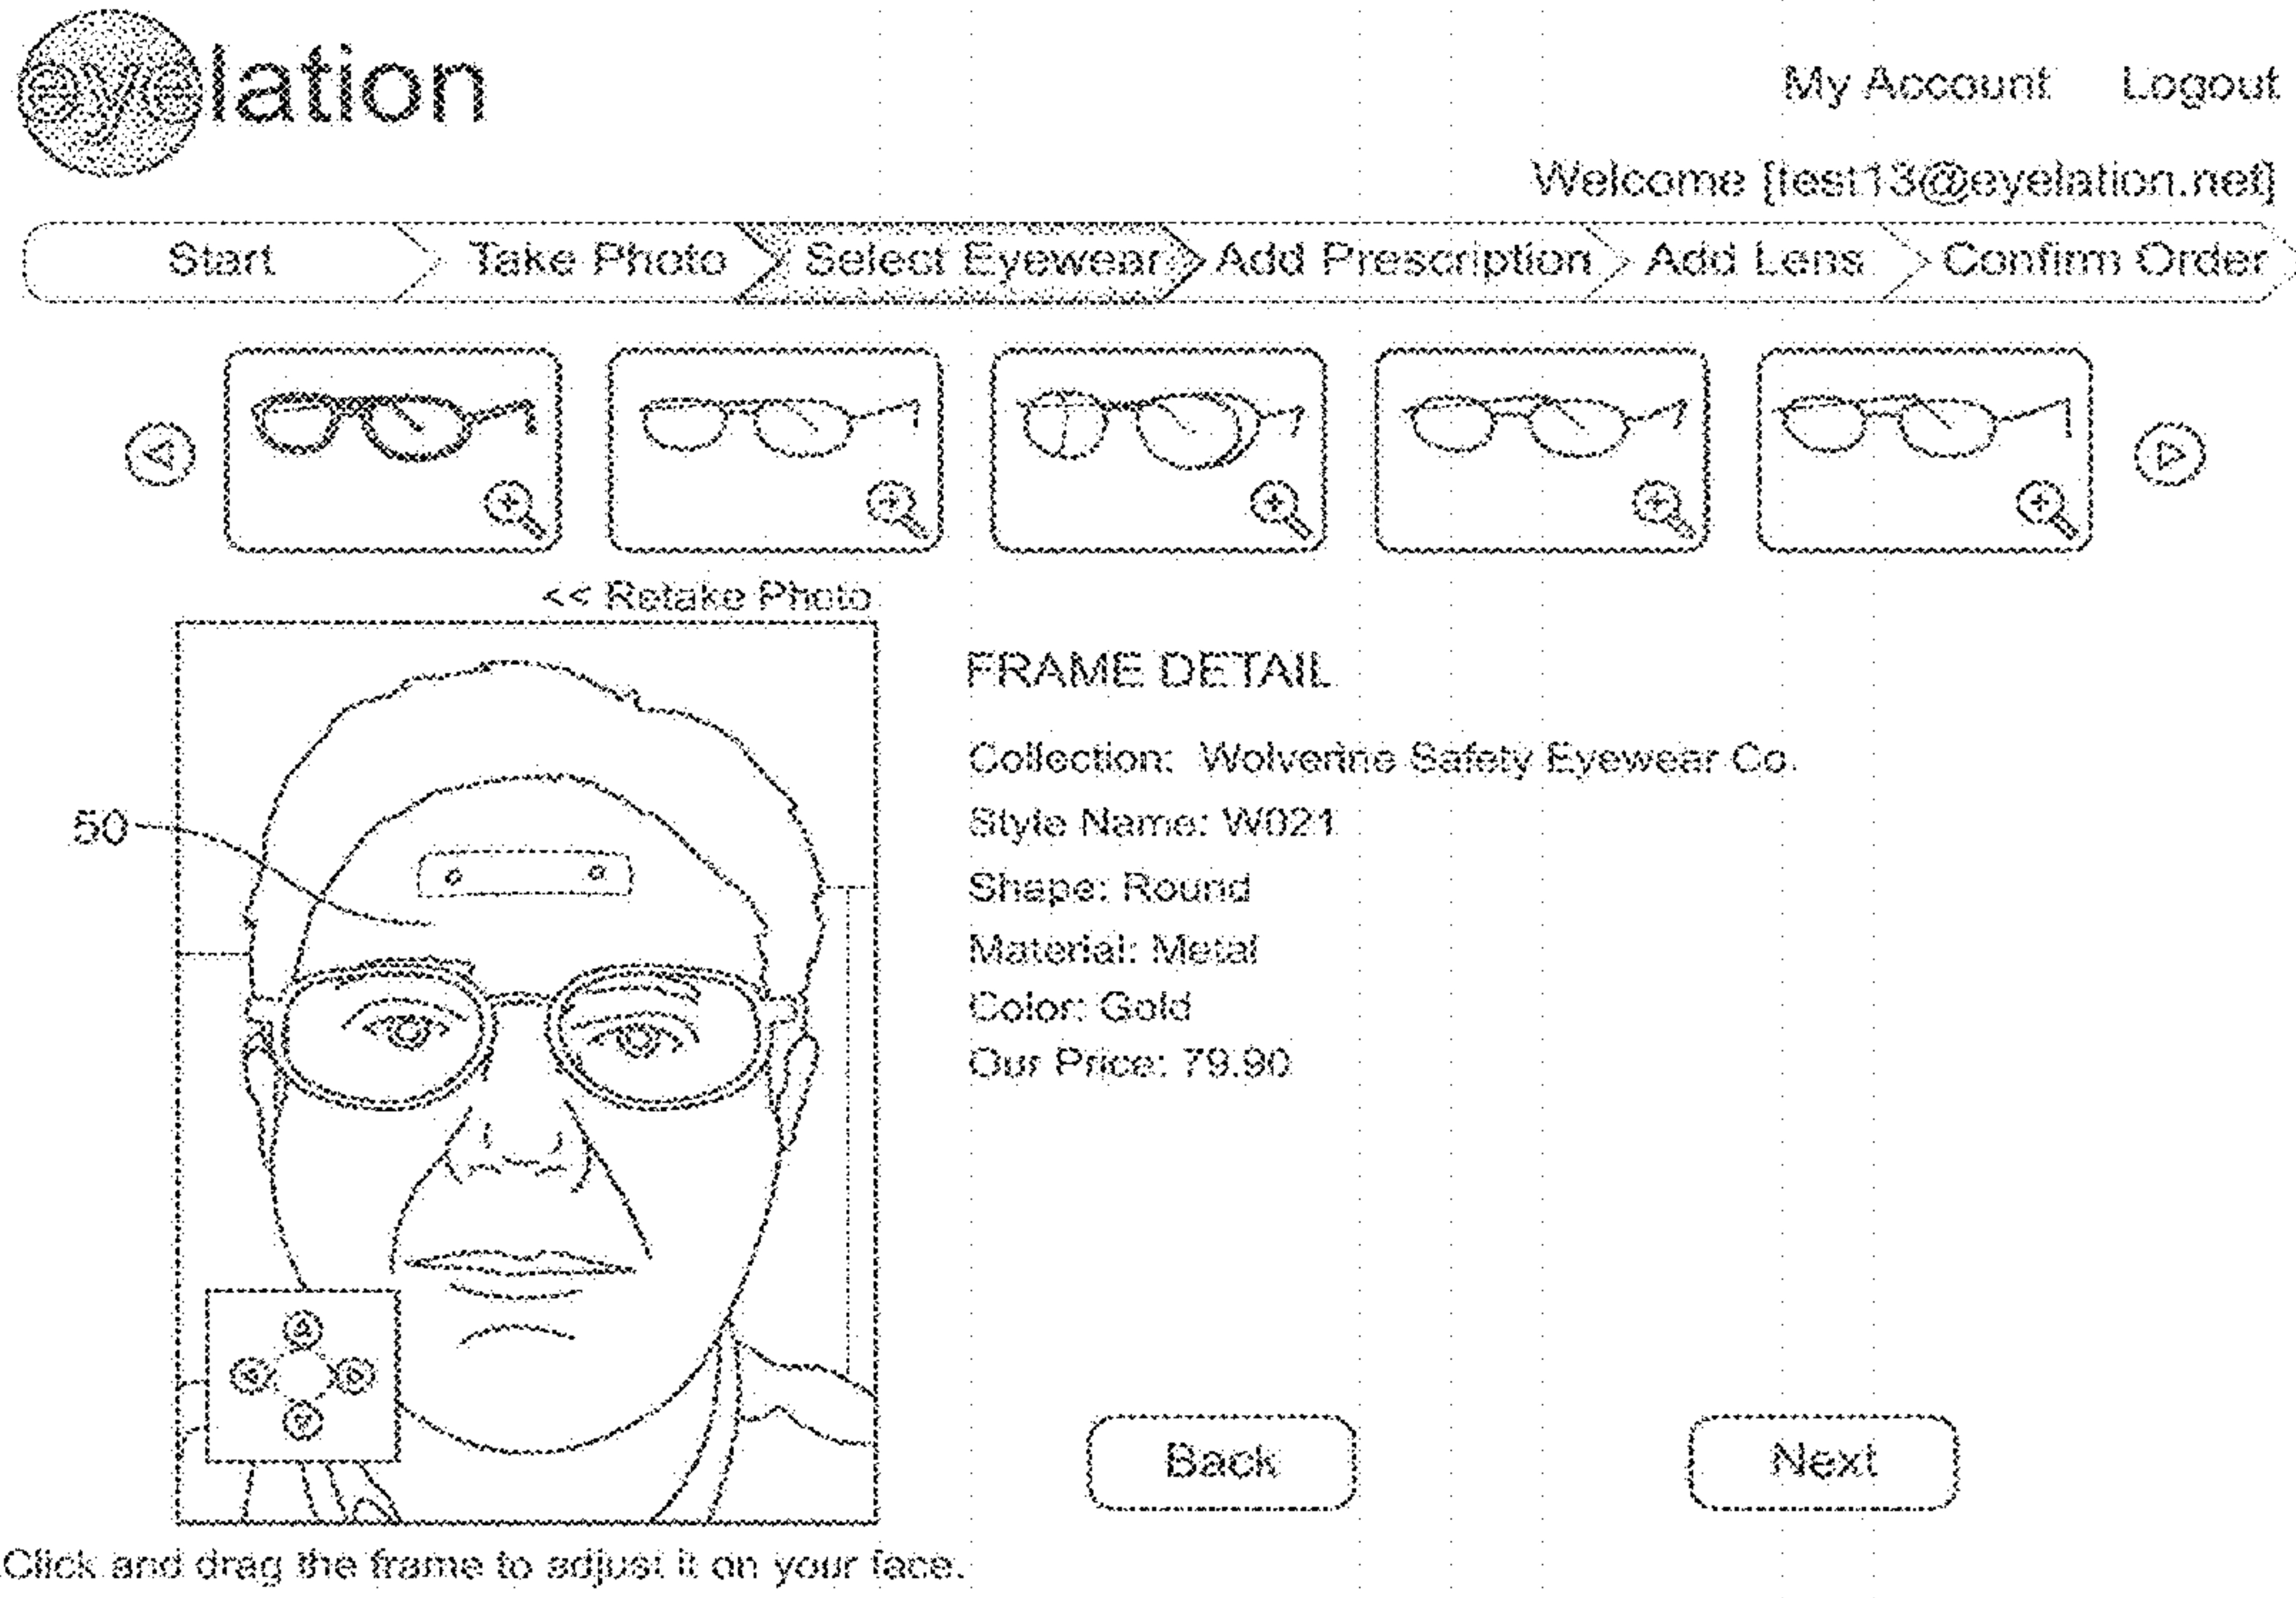 eyelation
My Account Logout
Welcome [test13@eyelation.net]
Start Take Photo Select Eyewear Add Prescription Add Lens Confirm Order
<< Retake Photo
FRAME DETAIL
Collection: Wolverine Safety Eyewear Co.
Style Name: W021
50
Shape: Round
Material: Metal
Color: Gold
Our Price: 79.90
Back Next
Click and drag the frame to adjust it on your face.